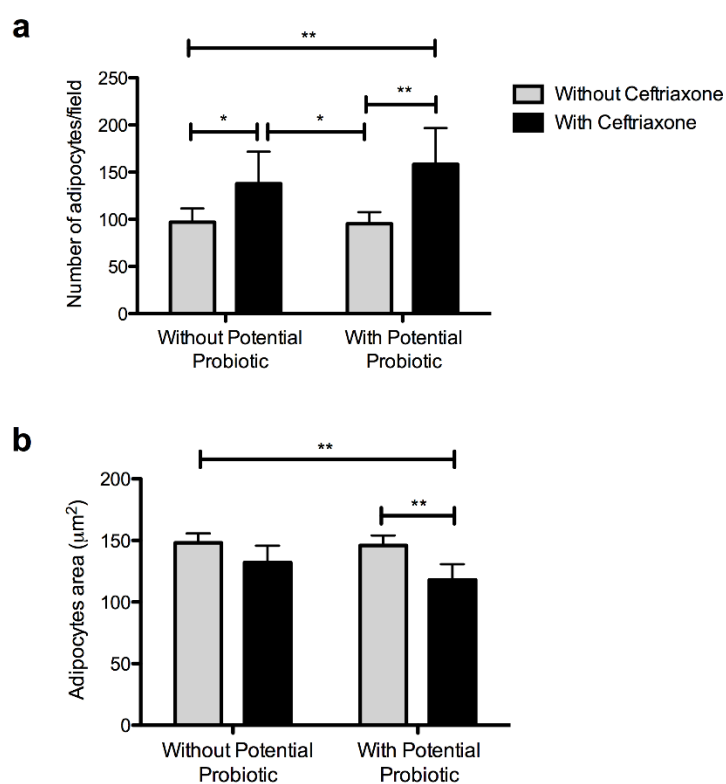 a
**
250
200
150
100
50
0
Number of adipocytes/field
*
*
**
Without Ceftriaxone
With Ceftriaxone
Without Potential
Probiotic
With Potential
Probiotic
b
**
200
150
100
50
0
Adipocytes area (µm²)
**
Without Potential
Probiotic
With Potential
Probiotic